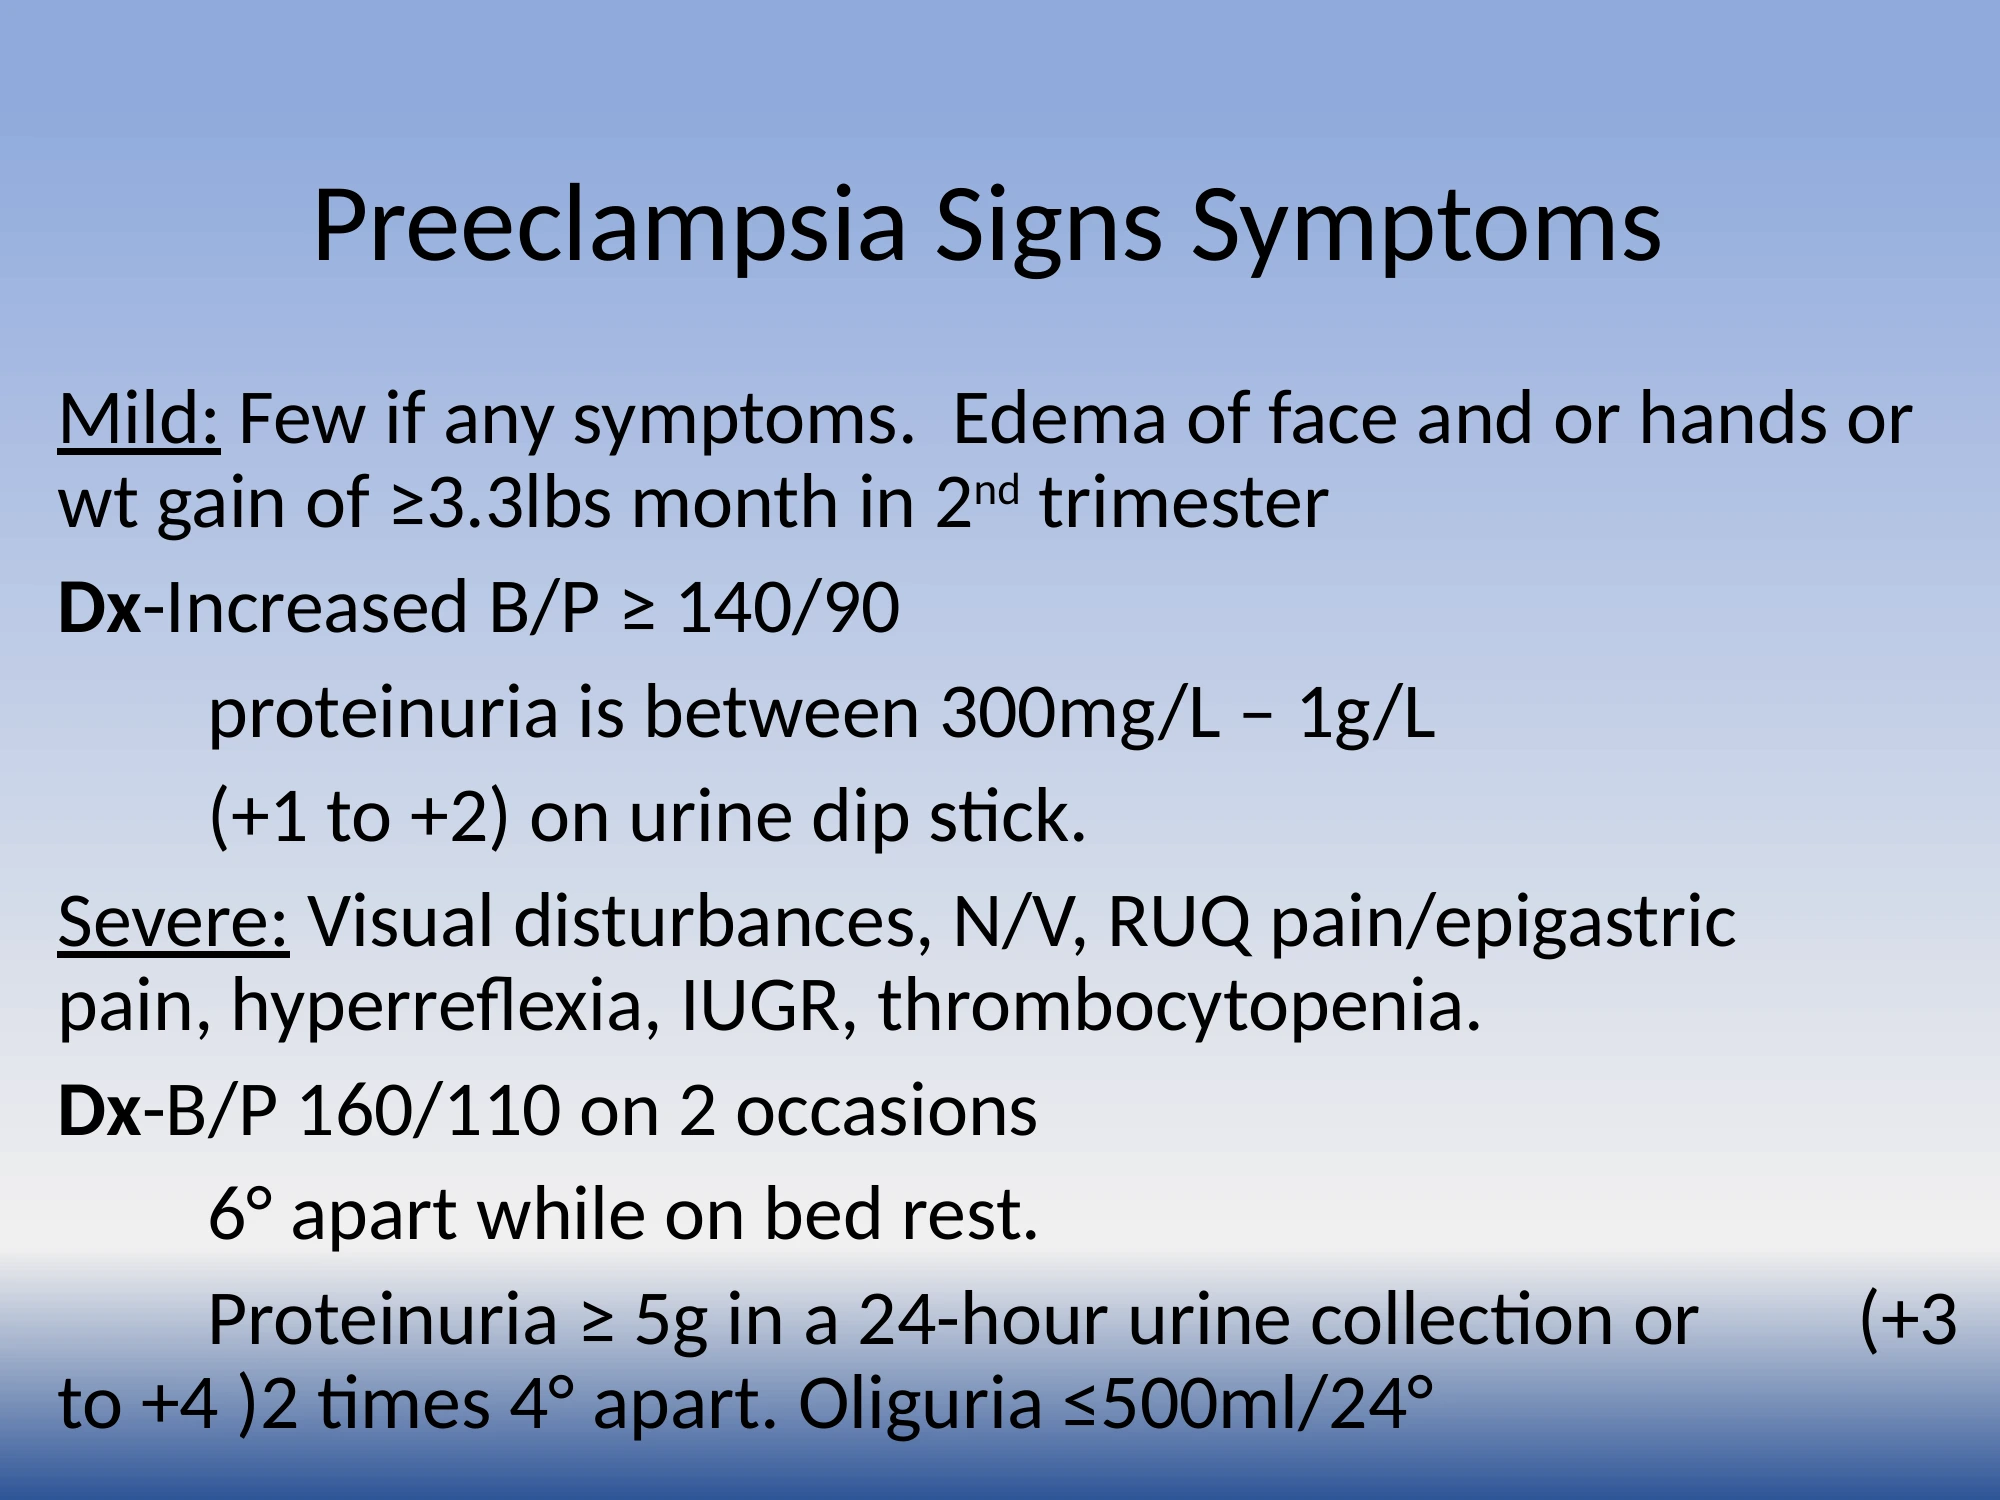 Preeclampsia Signs Symptoms
Mild: Few if any symptoms.  Edema of face and or hands or
wt gain of ≥3.3lbs month in 2nd trimester
Dx-Increased B/P ≥ 140/90
proteinuria is between 300mg/L – 1g/L
(+1 to +2) on urine dip stick.
Severe: Visual disturbances, N/V, RUQ pain/epigastric
pain, hyperreflexia, IUGR, thrombocytopenia.
Dx-B/P 160/110 on 2 occasions
6° apart while on bed rest.
Proteinuria ≥ 5g in a 24-hour urine collection or (+3
to +4 )2 times 4° apart. Oliguria ≤500ml/24°